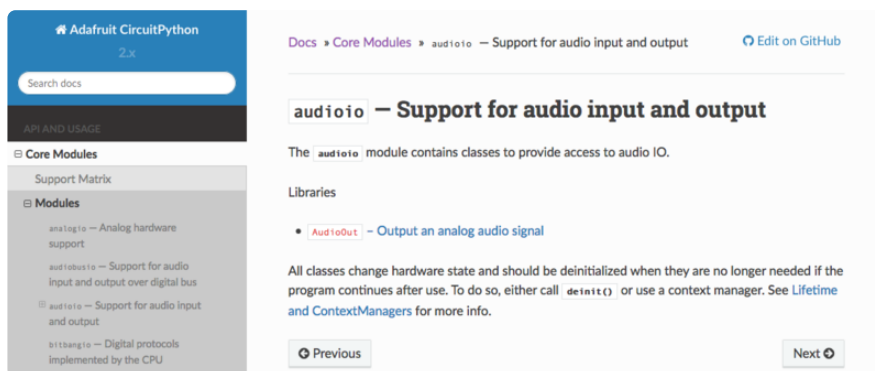 Adafruit CircuitPython
2.x
Search docs
API AND USAGE
Core Modules
Support Matrix
Modules
analogio — Analog hardware
support
audiobusio — Support for audio
input and output over digital bus
audioio — Support for audio input
and output
bitbangio — Digital protocols
implemented by the CPU
Docs » Core Modules » audioio — Support for audio input and output
Edit on GitHub
audioio — Support for audio input and output
The audioio module contains classes to provide access to audio IO.
Libraries
• AudioOut – Output an analog audio signal
All classes change hardware state and should be deinitialized when they are no longer needed if the
program continues after use. To do so, either call deinit() or use a context manager. See Lifetime
and ContextManagers for more info.
Previous
Next